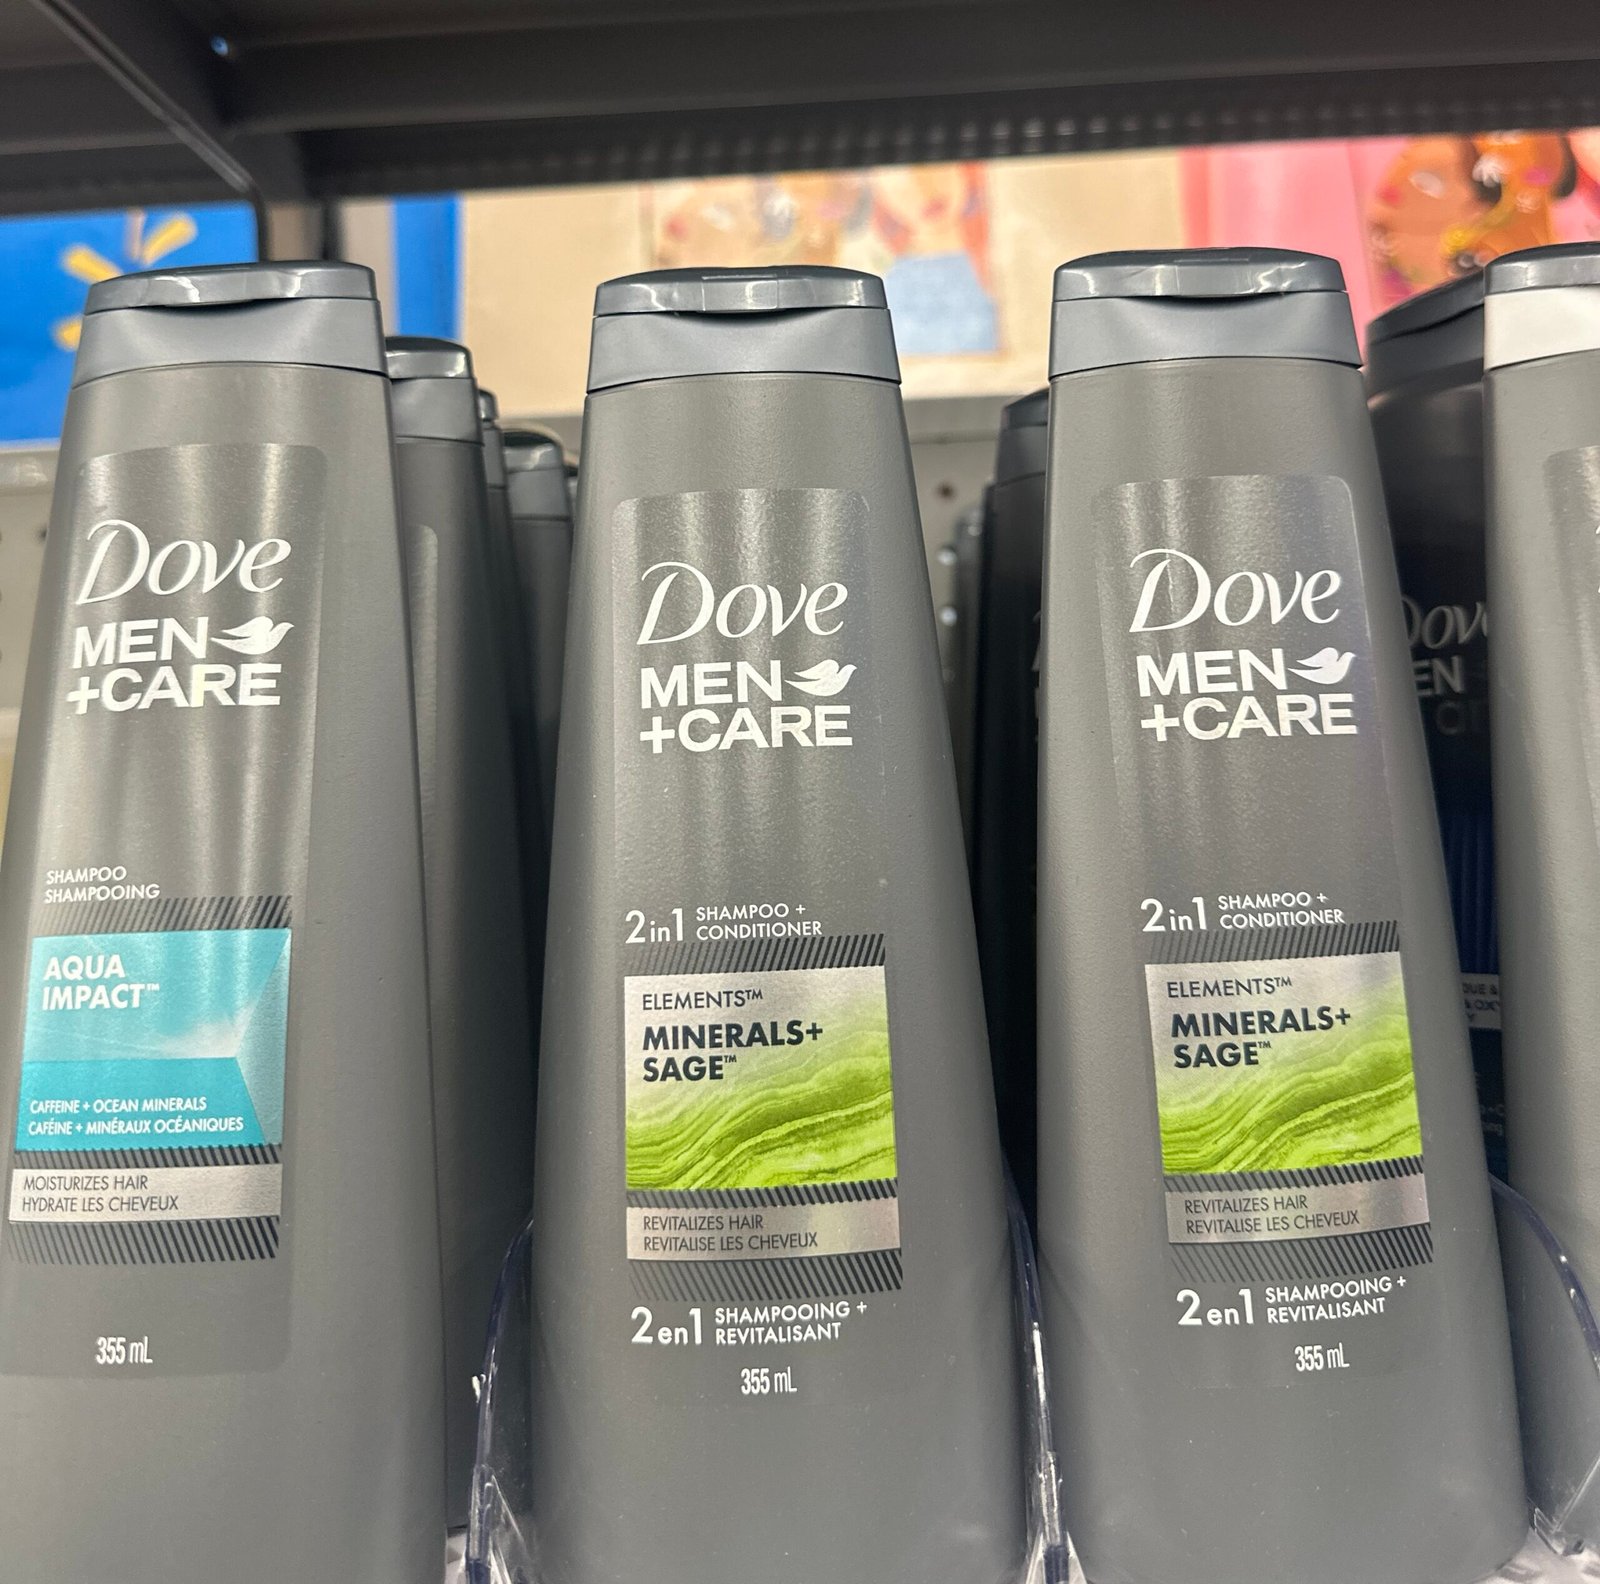 Dove
MEN
+CARE
SHAMPOO
SHAMPOOING
AQUA
IMPACT™
CAFFEINE + OCEAN MINERALS
CAFÉINE + MINÉRAUX OCÉANIQUES
MOISTURIZES HAIR
HYDRATE LES CHEVEUX
355 mL
Dove
MEN
+CARE
2in1 SHAMPOO +
CONDITIONER
ELEMENTS™
MINERALS+
SAGE™
REVITALIZES HAIR
REVITALISE LES CHEVEUX
2en1 SHAMPOOING +
REVITALISANT
355 mL
Dove
MEN
+CARE
2in1 SHAMPOO +
CONDITIONER
ELEMENTS™
MINERALS+
SAGE™
REVITALIZES HAIR
REVITALISE LES CHEVEUX
2en1 SHAMPOOING +
REVITALISANT
355 mL